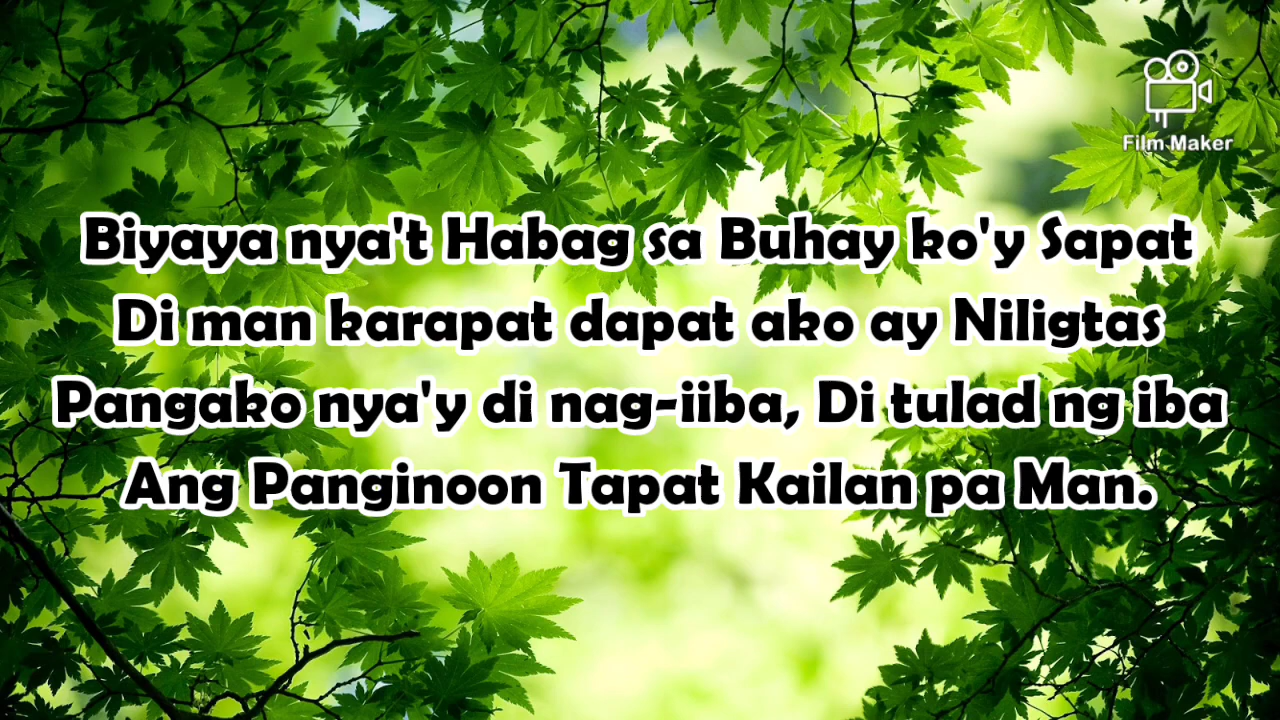 Film Maker
Biyaya nya't Habag sa Buhay ko'y Sapat
Di man karapat dapat ako ay Niligtas
Pangako nya'y di nag-iiba, Di tulad ng iba
Ang Panginoon Tapat Kailan pa Man.